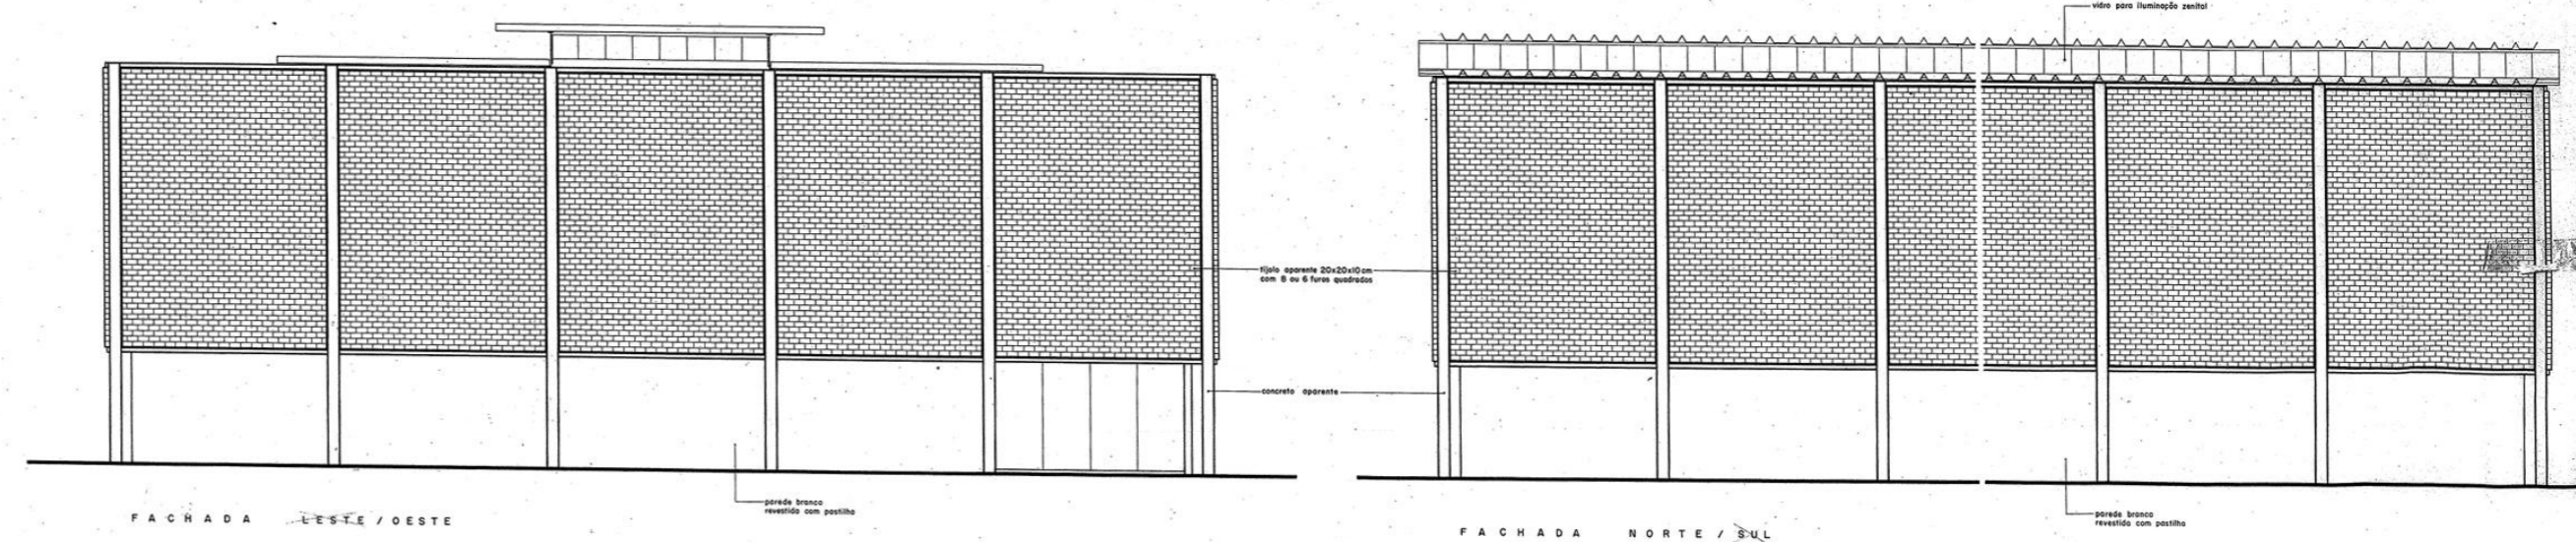 vidro para iluminação zenital
tijolo aparente 20x20x10cm
com 8 ou 6 furos quadrados
concreto aparente
parede branca
revestida com pastilha
FACHADA LESTE / OESTE
parede branca
revestida com pastilha
FACHADA NORTE / SUL